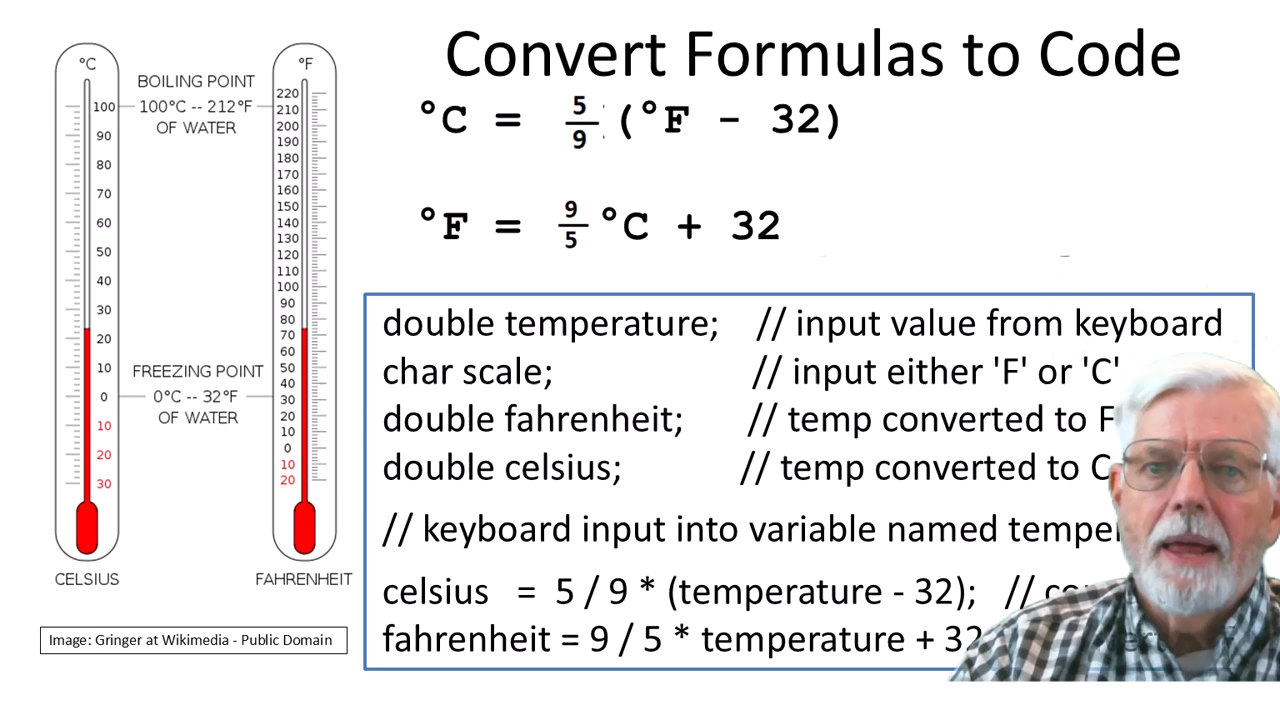 Convert Formulas to Code
°C = 5/9 (°F - 32)
°F = 9/5 °C + 32
°C
°F
BOILING POINT
100°C -- 212°F
OF WATER
FREEZING POINT
0°C -- 32°F
OF WATER
100
90
80
70
60
50
40
30
20
10
0
10
20
30
220
210
200
190
180
170
160
150
140
130
120
110
100
90
80
70
60
50
40
30
20
10
0
10
20
CELSIUS
FAHRENHEIT
Image: Gringer at Wikimedia - Public Domain
double temperature; // input value from keyboard
char scale; // input either 'F' or 'C'
double fahrenheit; // temp converted to F
double celsius; // temp converted to C
// keyboard input into variable named
celsius = 5 / 9 * (temperature - 32); //
fahrenheit = 9 / 5 * temperature + 32